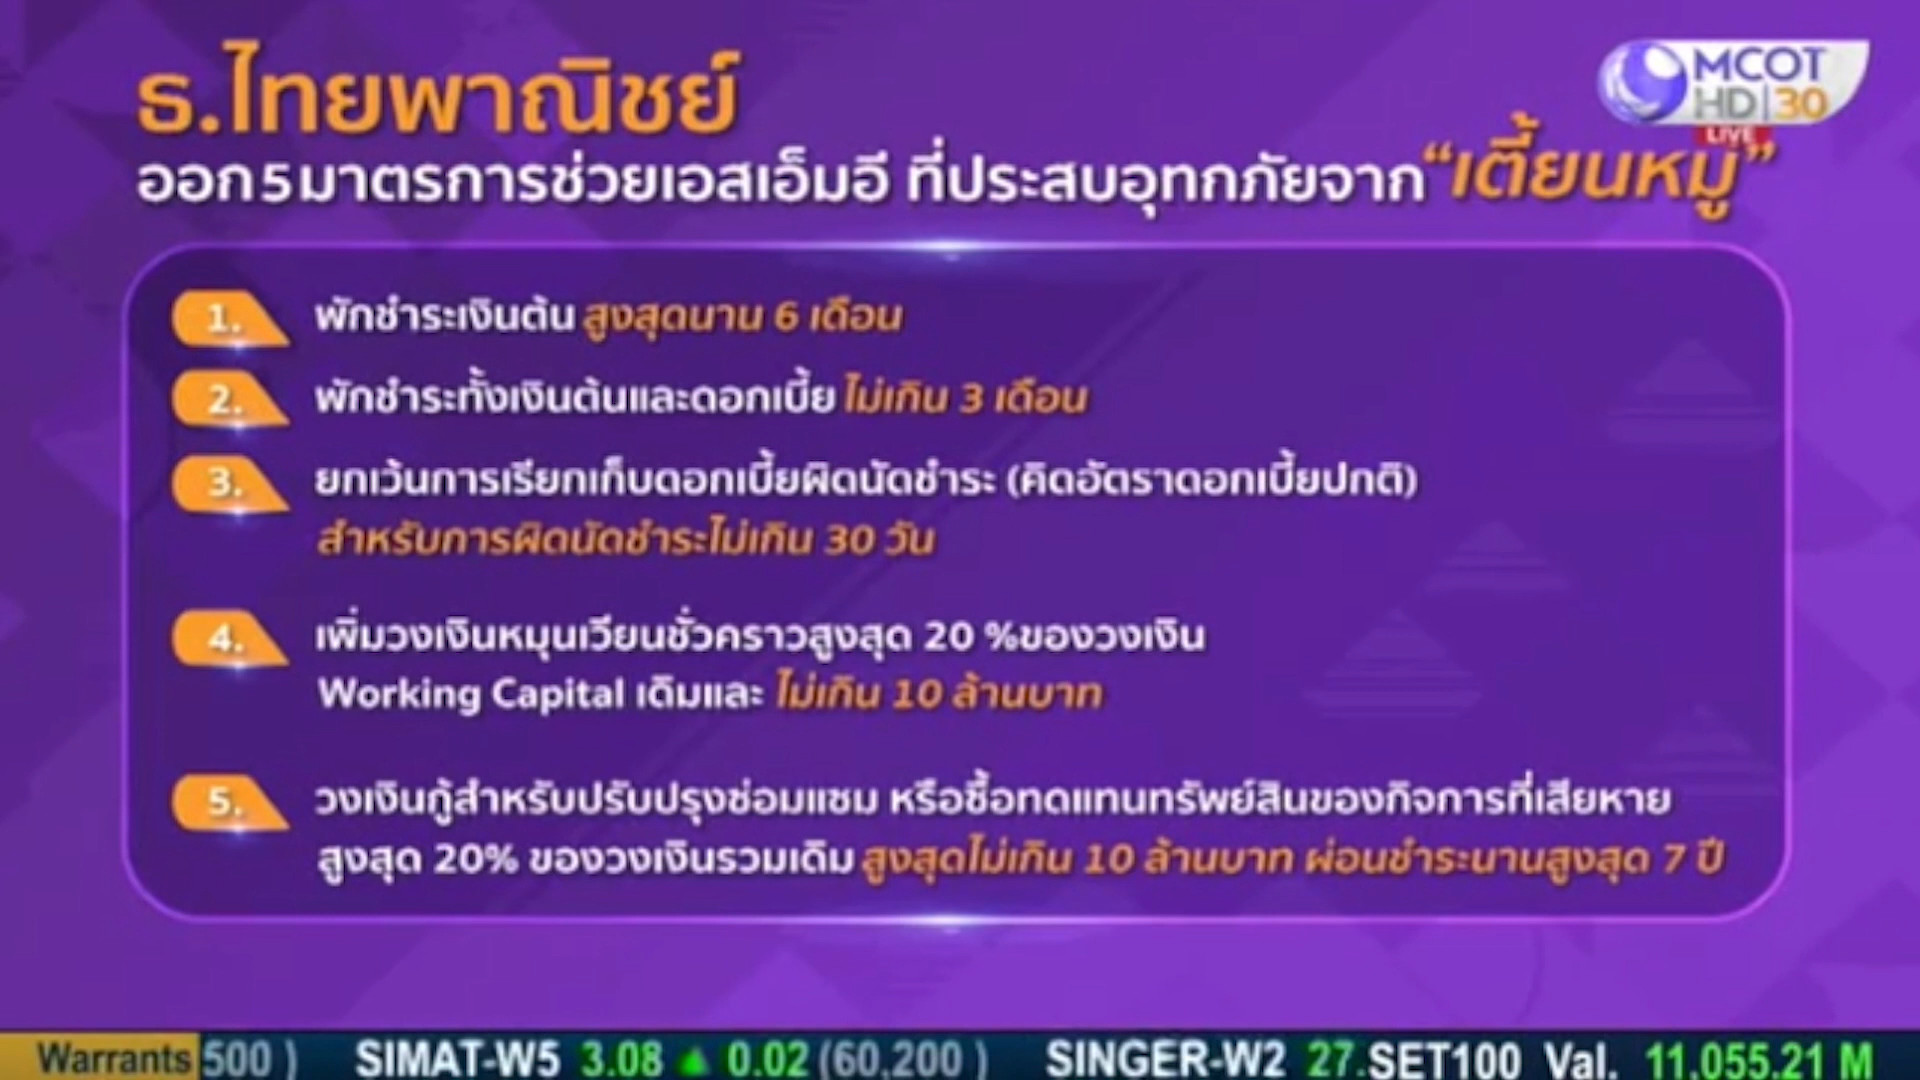 ธ.ไทยพาณิชย์
MCOT
HD|30
LIVE
ออก 5 มาตรการช่วยเอสเอ็มอี ที่ประสบอุทกภัยจาก “เตี้ยนหมู่”
1. พักชำระเงินต้น สูงสุดนาน 6 เดือน
2. พักชำระทั้งเงินต้นและดอกเบี้ย ไม่เกิน 3 เดือน
3. ยกเว้นการเรียกเก็บดอกเบี้ยผิดนัดชำระ (คิดอัตราดอกเบี้ยปกติ)
สำหรับการผิดนัดชำระไม่เกิน 30 วัน
4. เพิ่มวงเงินหมุนเวียนชั่วคราวสูงสุด 20 %ของวงเงิน
Working Capital เดิมและ ไม่เกิน 10 ล้านบาท
5. วงเงินกู้สำหรับปรับปรุงซ่อมแซม หรือซื้อทดแทนทรัพย์สินของกิจการที่เสียหาย
สูงสุด 20% ของวงเงินรวมเดิม สูงสุดไม่เกิน 10 ล้านบาท ผ่อนชำระนานสูงสุด 7 ปี
Warrants 500 ) SIMAT-W5 3.08 ▲ 0.02 (60,200 ) SINGER-W2 27. SET100 Val. 11,055.21 M